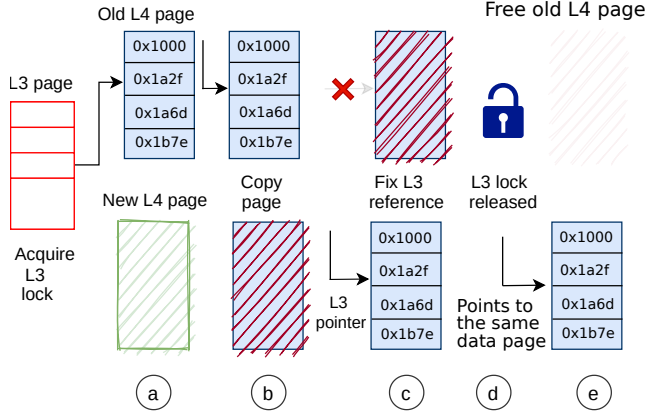 Free old L4 page
Old L4 page
L3 page
0x1000
0x1a2f
0x1a6d
0x1b7e
0x1000
0x1a2f
0x1a6d
0x1b7e
New L4 page
Copy
page
Fix L3
reference
L3 lock
released
Acquire
L3
lock
L3
pointer
0x1000
0x1a2f
0x1a6d
0x1b7e
Points to
the same
data page
0x1000
0x1a2f
0x1a6d
0x1b7e
a
b
c
d
e